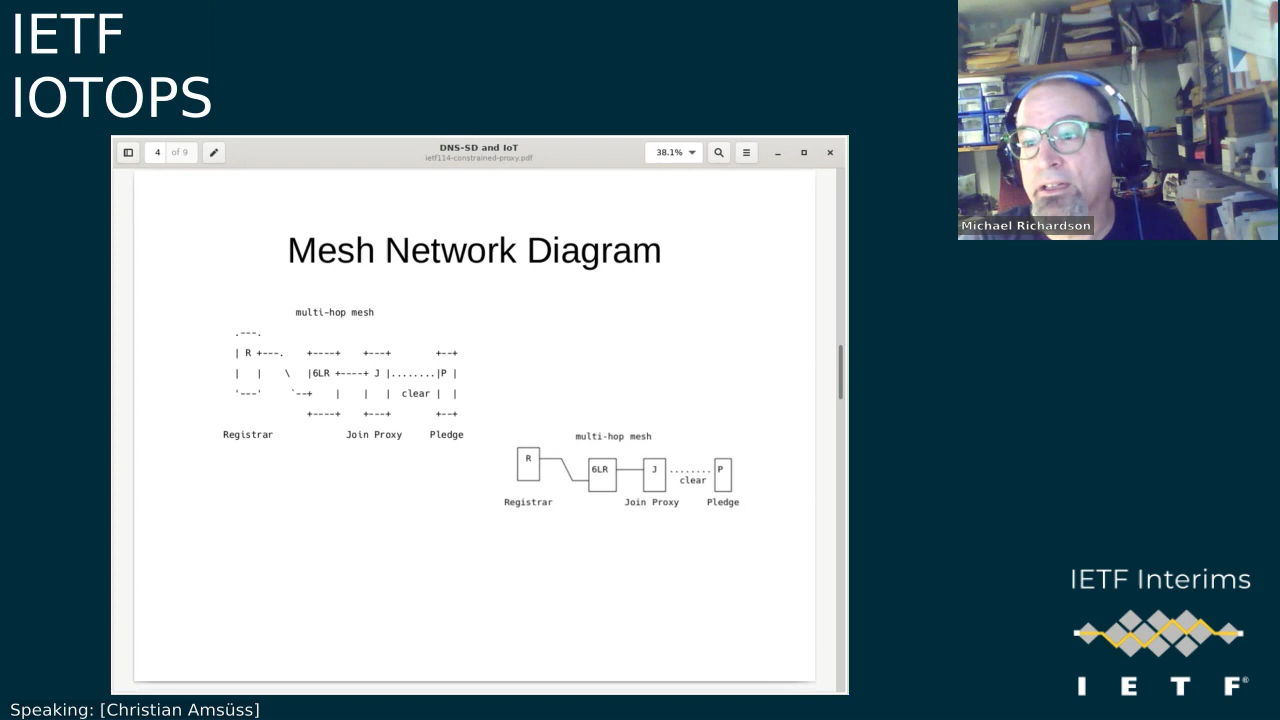 IETF
IOTOPS
4 of 9
DNS-SD and IoT
ietf114-constrained-proxy.pdf
38.1%
Mesh Network Diagram
multi-hop mesh
.---.
| R +---.    +----+    +---+        +--+
|   |    \   |6LR +----+ J |........|P |
'---'     `--+    |    |   |  clear |  |
             +----+    +---+        +--+
Registrar             Join Proxy     Pledge
multi-hop mesh
R 6LR J ........ P
clear
Registrar Join Proxy Pledge
Michael Richardson
IETF Interims
I E T F®
Speaking: [Christian Amsüss]